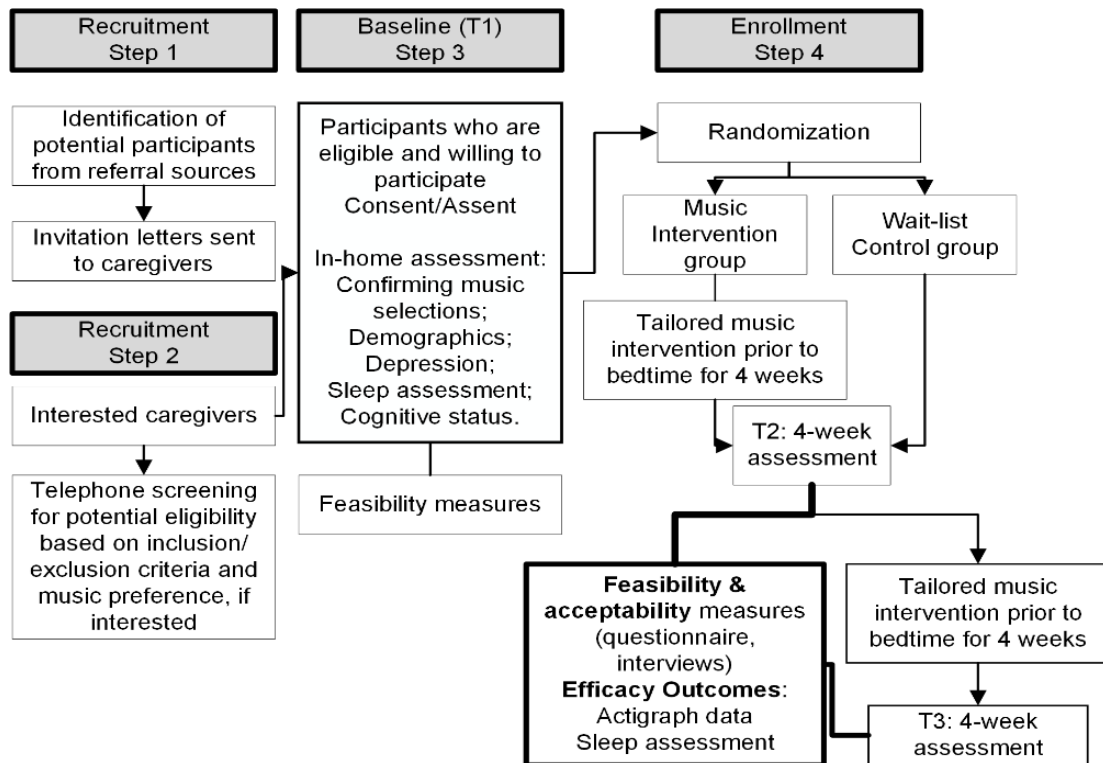 Recruitment
Step 1
Identification of
potential participants
from referral sources
Invitation letters sent
to caregivers
Recruitment
Step 2
Interested caregivers
Telephone screening
for potential eligibility
based on inclusion/
exclusion criteria and
music preference, if
interested
Baseline (T1)
Step 3
Participants who are
eligible and willing to
participate
Consent/Assent
In-home assessment:
Confirming music
selections;
Demographics;
Depression;
Sleep assessment;
Cognitive status.
Feasibility measures
Enrollment
Step 4
Randomization
Music
Intervention
group
Wait-list
Control group
Tailored music
intervention prior to
bedtime for 4 weeks
T2: 4-week
assessment
Feasibility &
acceptability measures
(questionnaire,
interviews)
Efficacy Outcomes:
Actigraph data
Sleep assessment
Tailored music
intervention prior to
bedtime for 4 weeks
T3: 4-week
assessment